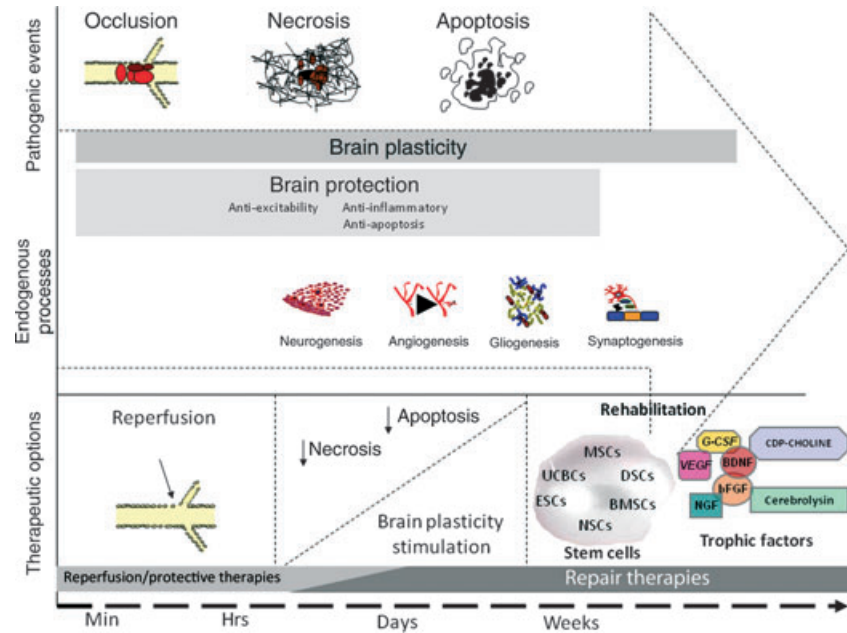 Pathogenic events
Occlusion
Necrosis
Apoptosis
Brain plasticity
Brain protection
Anti-excitability
Anti-inflammatory
Anti-apoptosis
Endogenous
processes
Neurogenesis
Angiogenesis
Gliogenesis
Synaptogenesis
Therapeutic options
Reperfusion
↓ Apoptosis
↓ Necrosis
Brain plasticity
stimulation
Rehabilitation
MSCs
UCBCs
DSCs
ESCs
BMSCs
NSCs
Stem cells
G-CSF
CDP-CHOLINE
VEGF
BDNF
bFGF
NGF
Cerebrolysin
Trophic factors
Reperfusion/protective therapies
Repair therapies
Min
Hrs
Days
Weeks